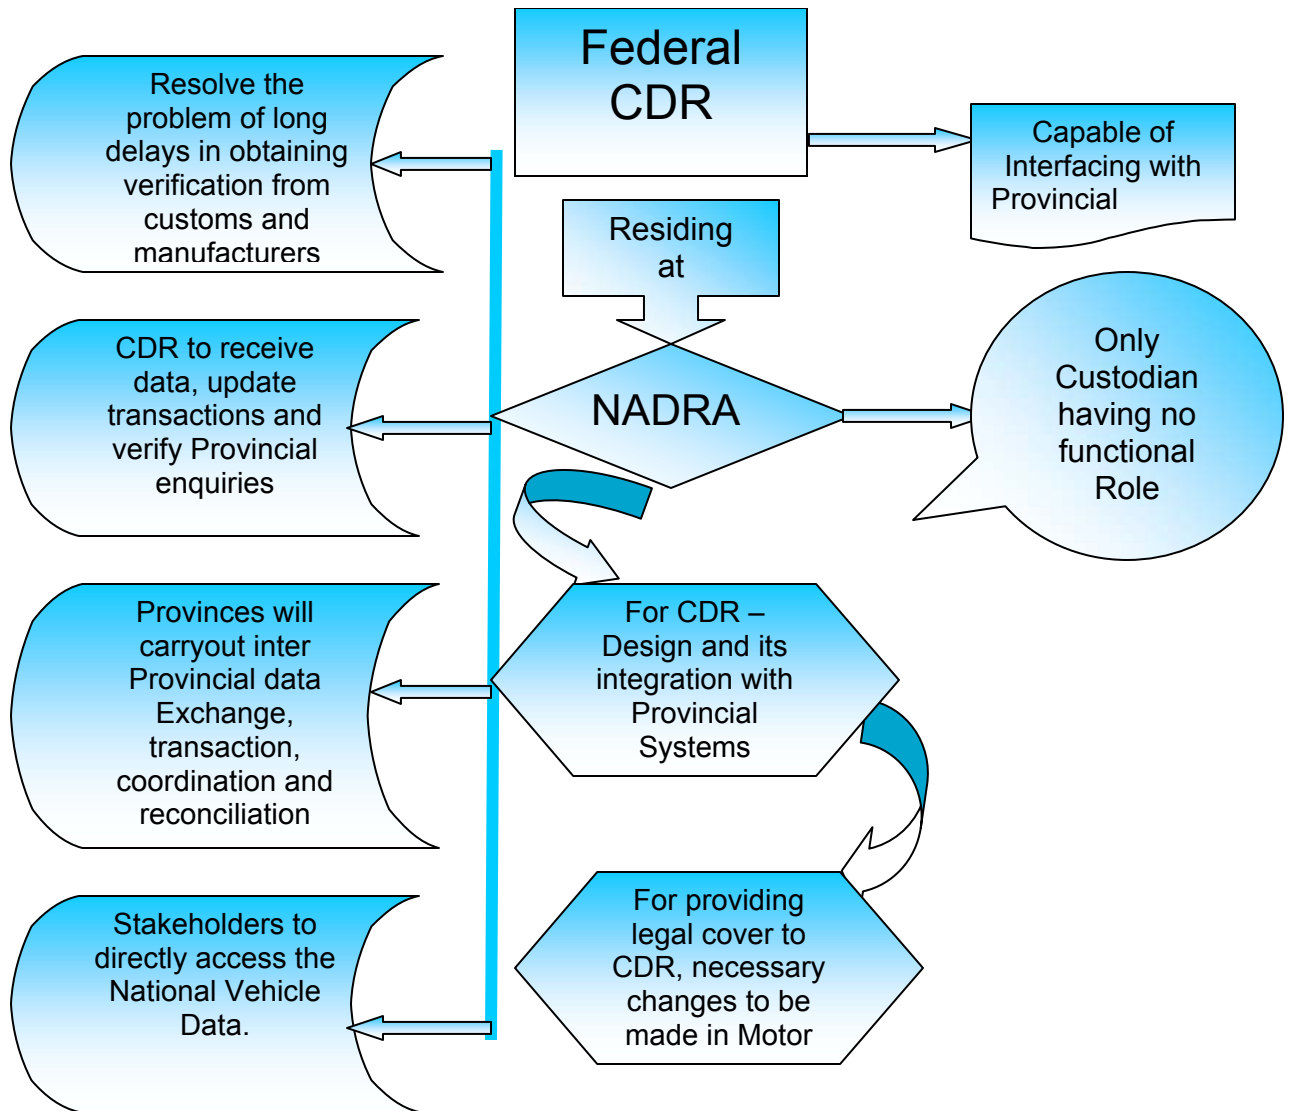 Federal
CDR
Resolve the
problem of long
delays in obtaining
verification from
customs and
manufacturers
Capable of
Interfacing with
Provincial
Residing
at
CDR to receive
data, update
transactions and
verify Provincial
enquiries
NADRA
Only
Custodian
having no
functional
Role
Provinces will
carryout inter
Provincial data
Exchange,
transaction,
coordination and
reconciliation
For CDR –
Design and its
integration with
Provincial
Systems
Stakeholders to
directly access the
National Vehicle
Data.
For providing
legal cover to
CDR, necessary
changes to be
made in Motor